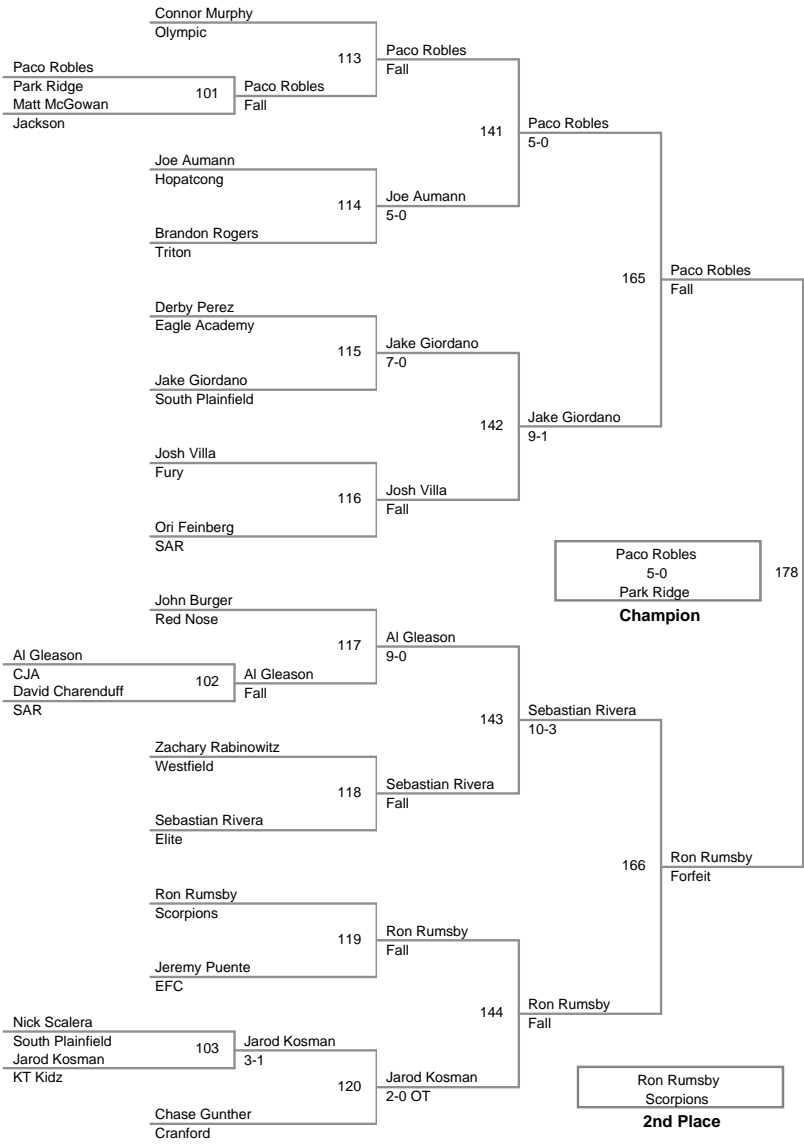 Connor Murphy
Olympic
113
Paco Robles
Fall
Paco Robles
Park Ridge
Matt McGowan
Jackson
101
Paco Robles
Fall
141
Paco Robles
5-0
Joe Aumann
Hopatcong
114
Joe Aumann
5-0
Brandon Rogers
Triton
165
Paco Robles
Fall
Derby Perez
Eagle Academy
115
Jake Giordano
7-0
Jake Giordano
South Plainfield
142
Jake Giordano
9-1
Josh Villa
Fury
116
Josh Villa
Fall
Ori Feinberg
SAR
Paco Robles
5-0
Park Ridge
178
Champion
John Burger
Red Nose
117
Al Gleason
9-0
Al Gleason
CJA
David Charenduff
SAR
102
Al Gleason
Fall
143
Sebastian Rivera
10-3
Zachary Rabinowitz
Westfield
118
Sebastian Rivera
Fall
Sebastian Rivera
Elite
166
Ron Rumsby
Forfeit
Ron Rumsby
Scorpions
119
Ron Rumsby
Fall
Jeremy Puente
EFC
144
Ron Rumsby
Fall
Nick Scalera
South Plainfield
Jarod Kosman
KT Kidz
103
Jarod Kosman
3-1
120
Jarod Kosman
2-0 OT
Chase Gunther
Cranford
Ron Rumsby
Scorpions
2nd Place